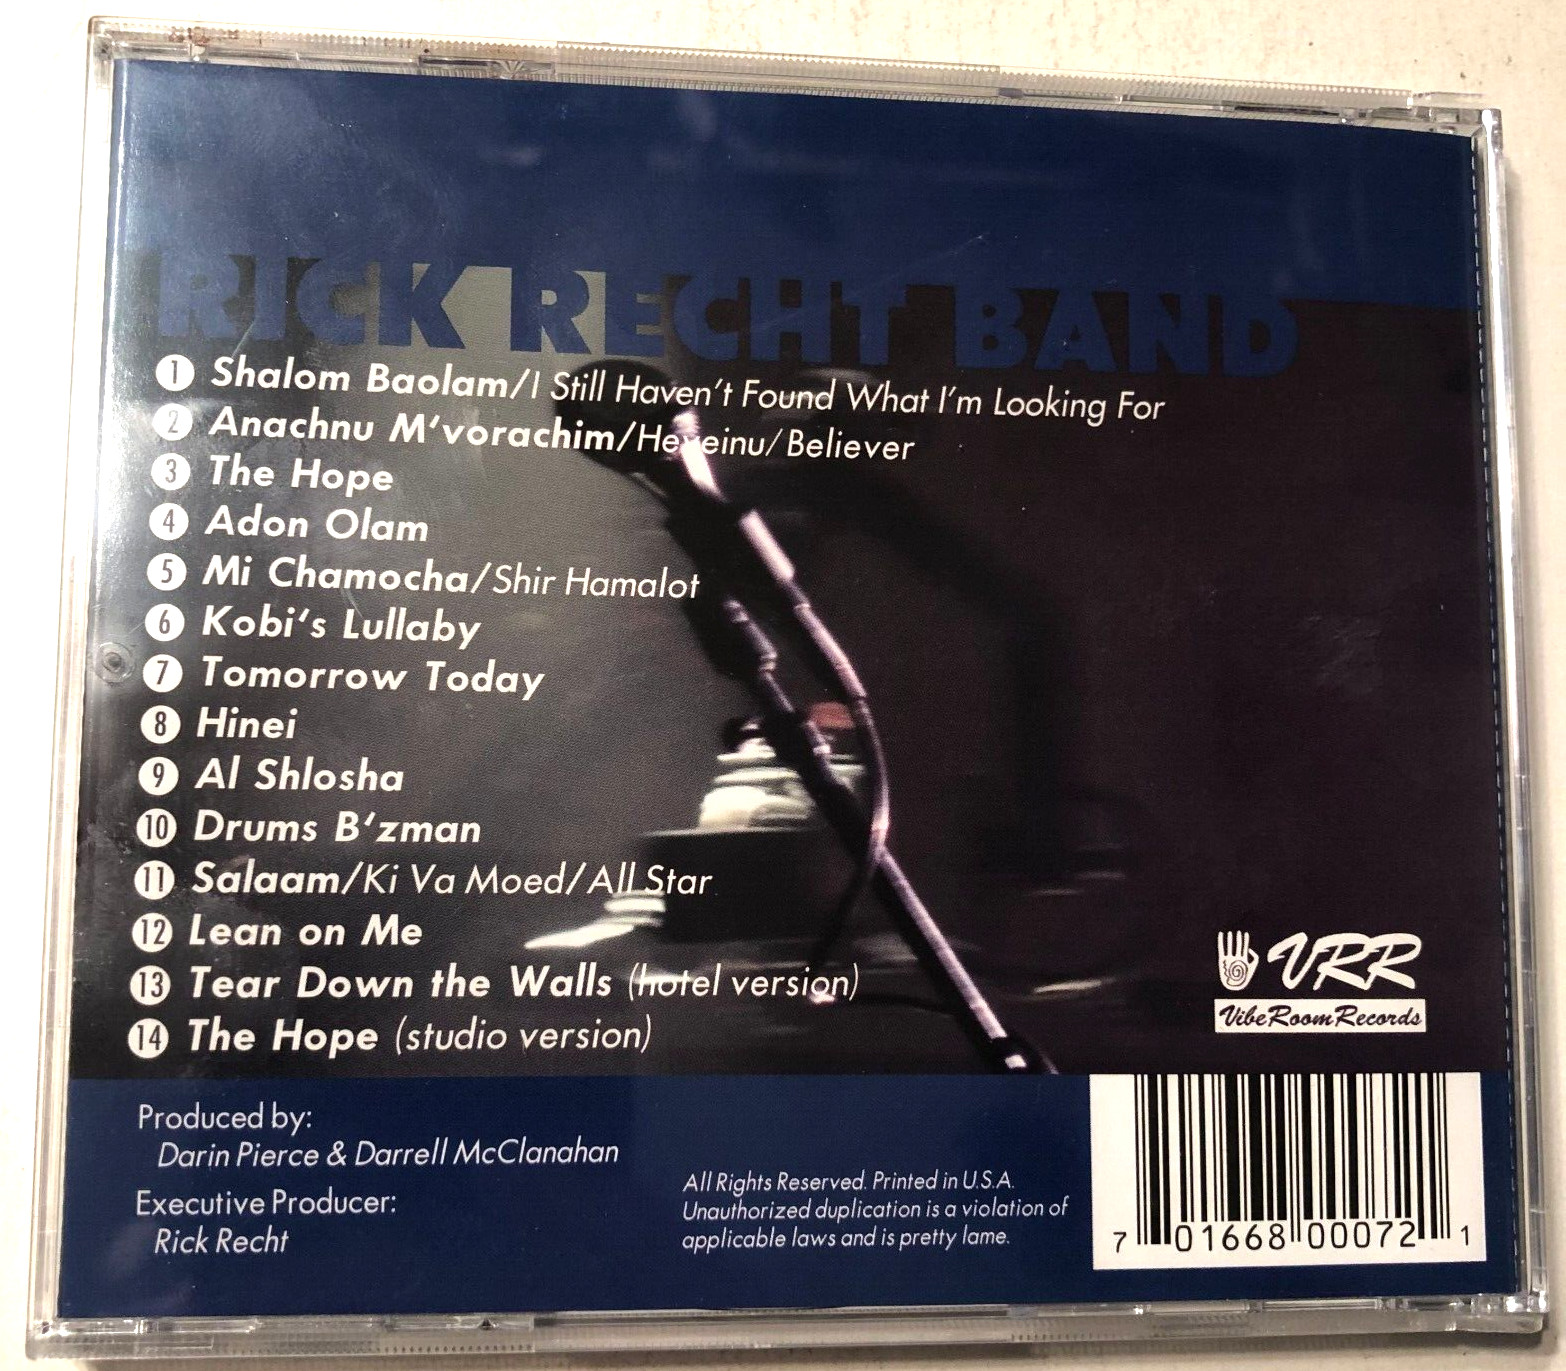 RICK RECHT BAND
1 Shalom Baolam/I Still Haven't Found What I'm Looking For
2 Anachnu M'vorachim/Heveinu/Believer
3 The Hope
4 Adon Olam
5 Mi Chamocha/Shir Hamalot
6 Kobi's Lullaby
7 Tomorrow Today
8 Hinei
9 Al Shlosha
10 Drums B'zman
11 Salaam/Ki Va Moed/All Star
12 Lean on Me
13 Tear Down the Walls (hotel version)
14 The Hope (studio version)
VRR
VibeRoomRecords
Produced by:
Darin Pierce & Darrell McClanahan
Executive Producer:
Rick Recht
All Rights Reserved. Printed in U.S.A.
Unauthorized duplication is a violation of
applicable laws and is pretty lame.
7 01668 00072 1